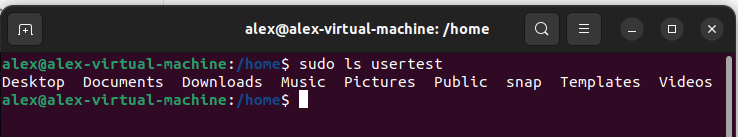 alex@alex-virtual-machine: /home
alex@alex-virtual-machine:/home$ sudo ls usertest
Desktop  Documents  Downloads  Music  Pictures  Public  snap  Templates  Videos
alex@alex-virtual-machine:/home$